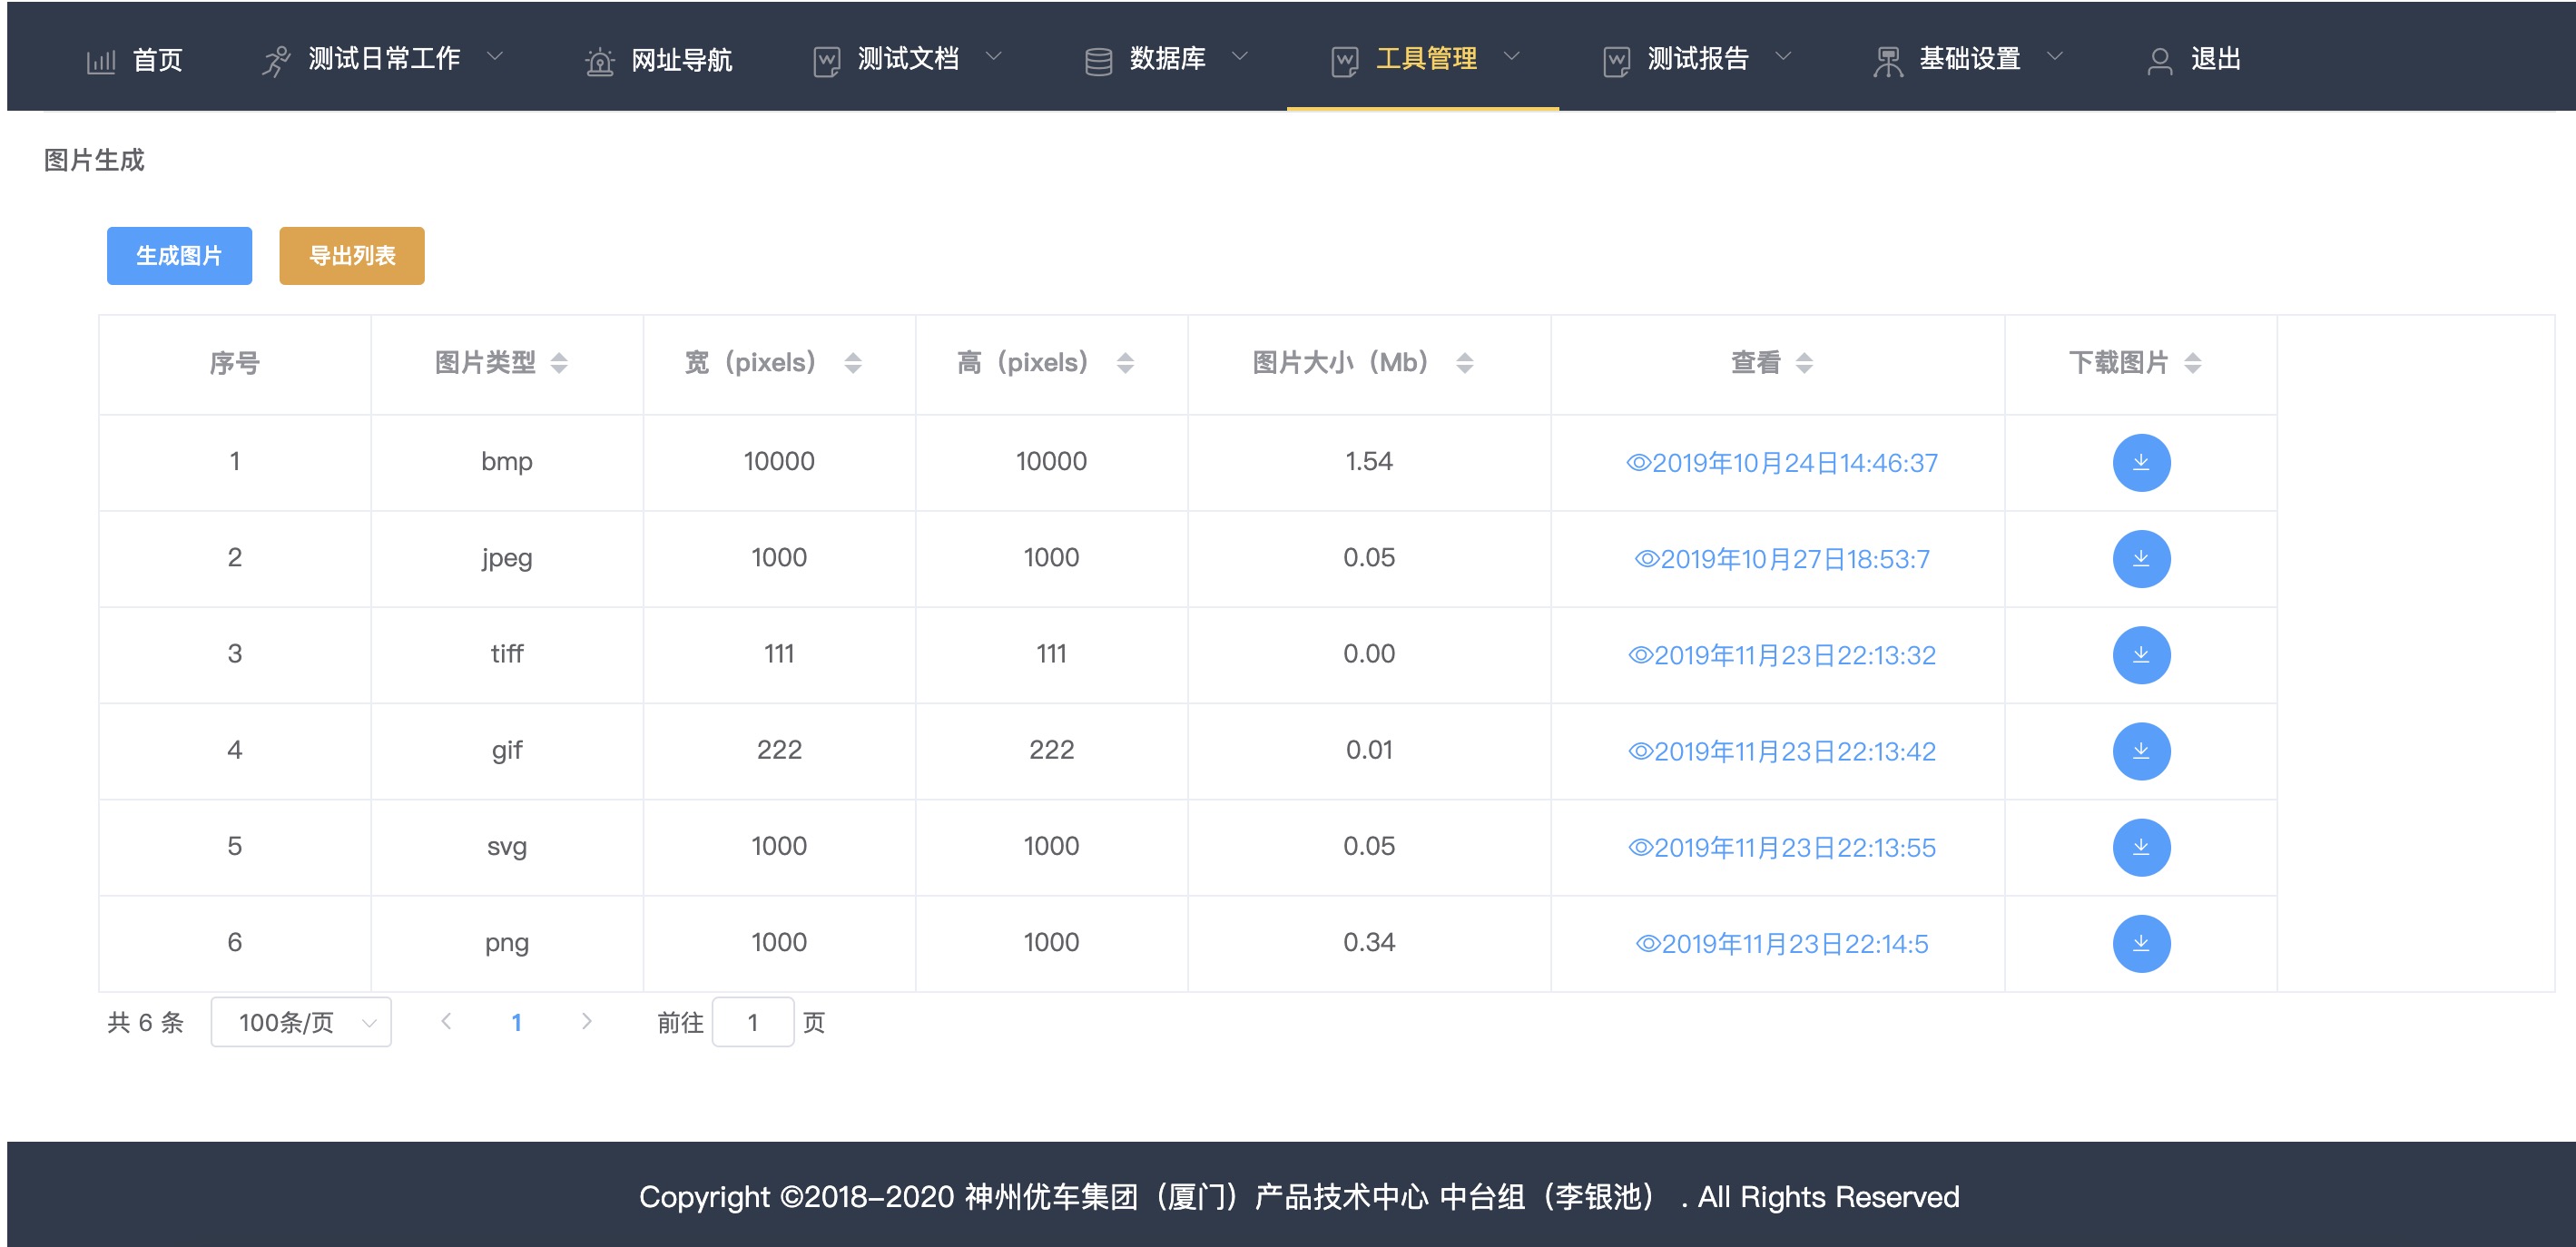 首页 测试日常工作 网址导航 测试文档 数据库 工具管理 测试报告 基础设置 退出
图片生成
生成图片 导出列表
序号 图片类型 宽（pixels） 高（pixels） 图片大小（Mb） 查看 下载图片
1 bmp 10000 10000 1.54 2019年10月24日14:46:37
2 jpeg 1000 1000 0.05 2019年10月27日18:53:7
3 tiff 111 111 0.00 2019年11月23日22:13:32
4 gif 222 222 0.01 2019年11月23日22:13:42
5 svg 1000 1000 0.05 2019年11月23日22:13:55
6 png 1000 1000 0.34 2019年11月23日22:14:5
共 6 条 100条/页 1 前往 1 页
Copyright ©2018-2020 神州优车集团（厦门）产品技术中心 中台组（李银池） . All Rights Reserved